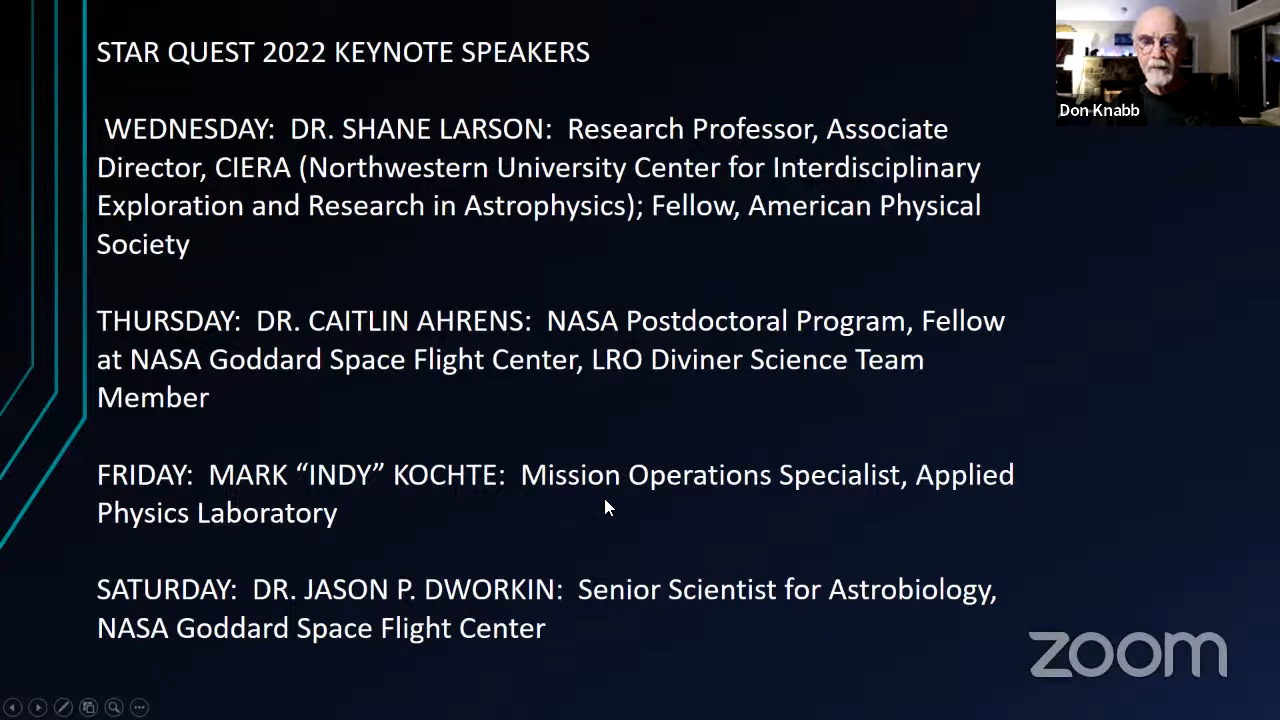 STAR QUEST 2022 KEYNOTE SPEAKERS
Don Knabb
WEDNESDAY: DR. SHANE LARSON: Research Professor, Associate
Director, CIERA (Northwestern University Center for Interdisciplinary
Exploration and Research in Astrophysics); Fellow, American Physical
Society
THURSDAY: DR. CAITLIN AHRENS: NASA Postdoctoral Program, Fellow
at NASA Goddard Space Flight Center, LRO Diviner Science Team
Member
FRIDAY: MARK “INDY” KOCHTE: Mission Operations Specialist, Applied
Physics Laboratory
SATURDAY: DR. JASON P. DWORKIN: Senior Scientist for Astrobiology,
NASA Goddard Space Flight Center
zoom